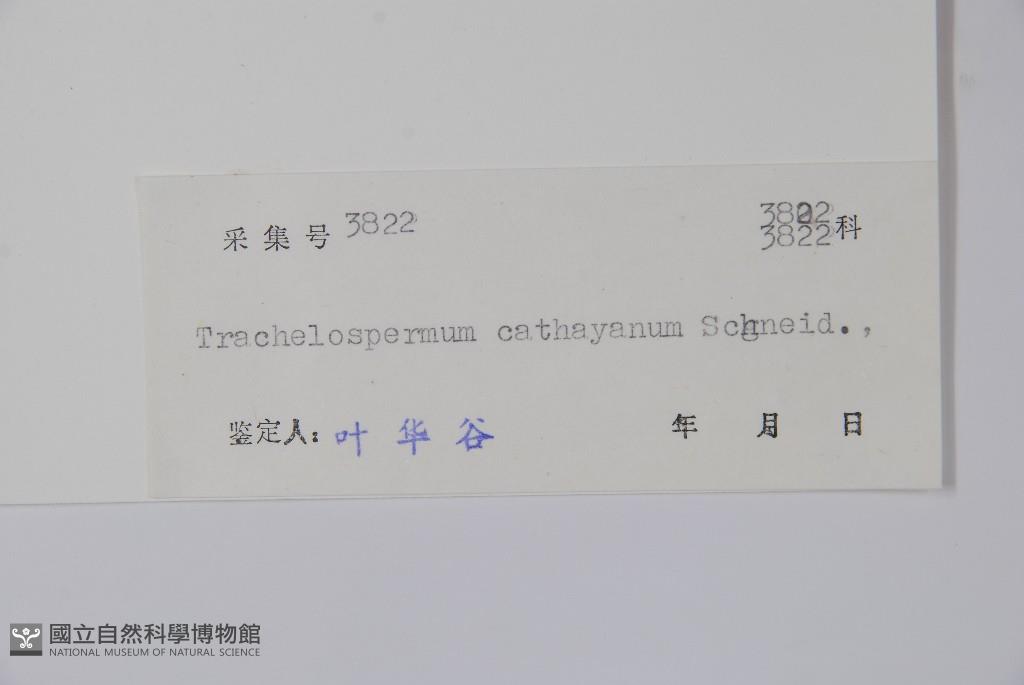 采集号 3822
3822
3822 科
Trachelospermum cathayanum Schneid.,
鉴定人: 叶华谷 年 月 日
國立自然科學博物館
NATIONAL MUSEUM OF NATURAL SCIENCE